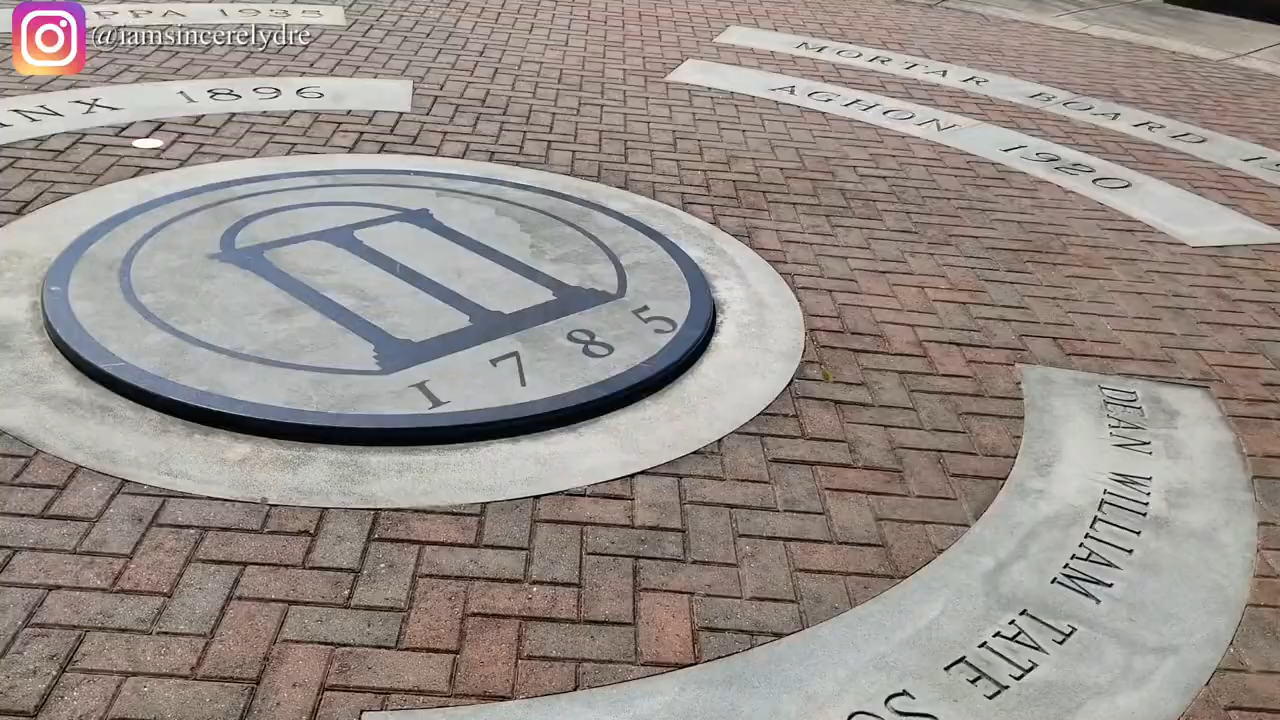 PPA 1935
@iamsincerelydre
NX 1896
MORTAR BOARD
AGHON 1920
1785
DEAN WILLIAM TATE